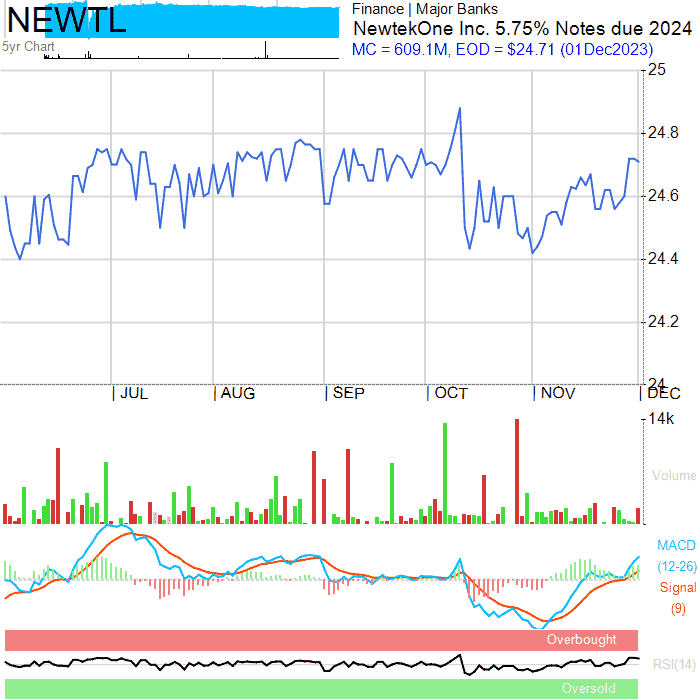 NEWTL
5yr Chart
Finance | Major Banks
NewtekOne Inc. 5.75% Notes due 2024
MC = 609.1M, EOD = $24.71 (01Dec2023)
25
24.8
24.6
24.4
24.2
24
| JUL | AUG | SEP | OCT | NOV | DEC
14k
Volume
MACD
(12-26)
Signal
(9)
Overbought
RSI(14)
Oversold